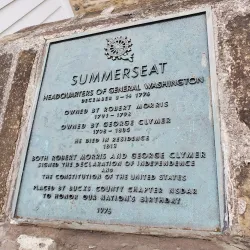 SUMMERSEAT
HEADQUARTERS OF GENERAL WASHINGTON
DECEMBER 8-14 1776
OWNED BY ROBERT MORRIS
1791-1798
OWNED BY GEORGE CLYMER
HE DIED IN RESIDENCE
1813
BOTH ROBERT MORRIS AND GEORGE CLYMER
SIGNED THE DECLARATION OF INDEPENDENCE
AND
THE CONSTITUTION OF THE UNITED STATES
PLACED BY BUCKS COUNTY CHAPTER NSDAR
TO HONOR OUR NATION'S BIRTHDAY
1976